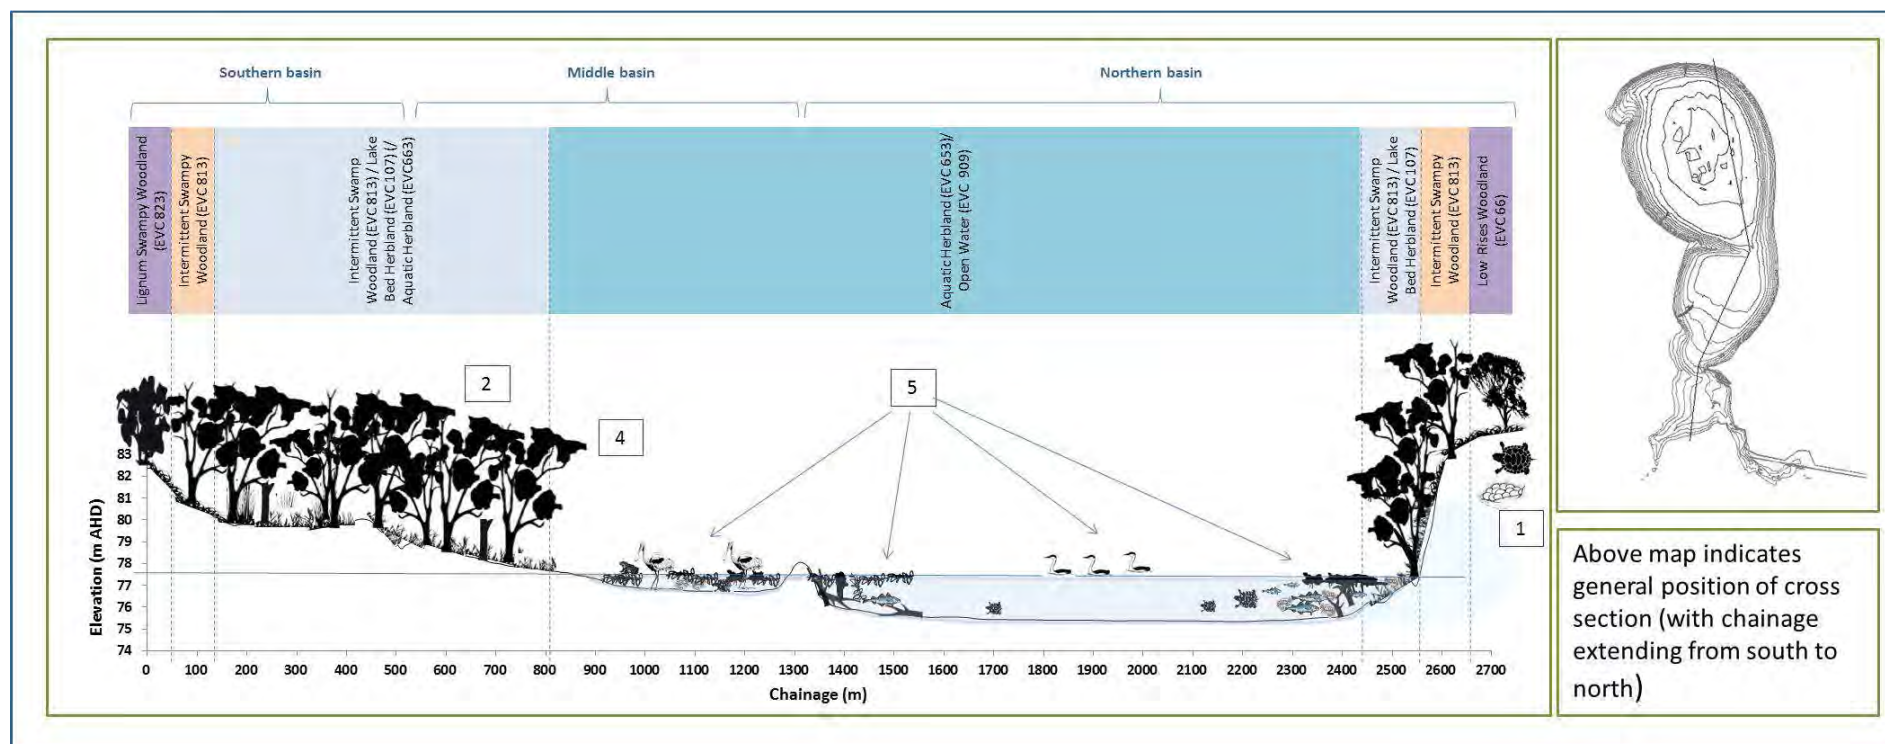 Southern basin
Middle basin
Northern basin
Lignum Swampy Woodland
(EVC 823)
Intermittent Swampy
Woodland (EVC 813)
Intermittent Swamp
Woodland (EVC 813) / Lake
Bed Herbland (EVC 107) (/
Aquatic Herbland (EVC663)
Aquatic Herbland (EVC 653)/
Open Water (EVC 909)
Intermittent Swamp
Woodland (EVC 813) / Lake
Bed Herbland (EVC 107)
Intermittent Swampy
Woodland (EVC 813)
Low Rises Woodland
(EVC 66)
2
4
5
1
Elevation (m AHD)
83
82
81
80
79
78
77
76
75
74
0 100 200 300 400 500 600 700 800 900 1000 1100 1200 1300 1400 1500 1600 1700 1800 1900 2000 2100 2200 2300 2400 2500 2600 2700
Chainage (m)
Above map indicates
general position of cross
section (with chainage
extending from south to
north)